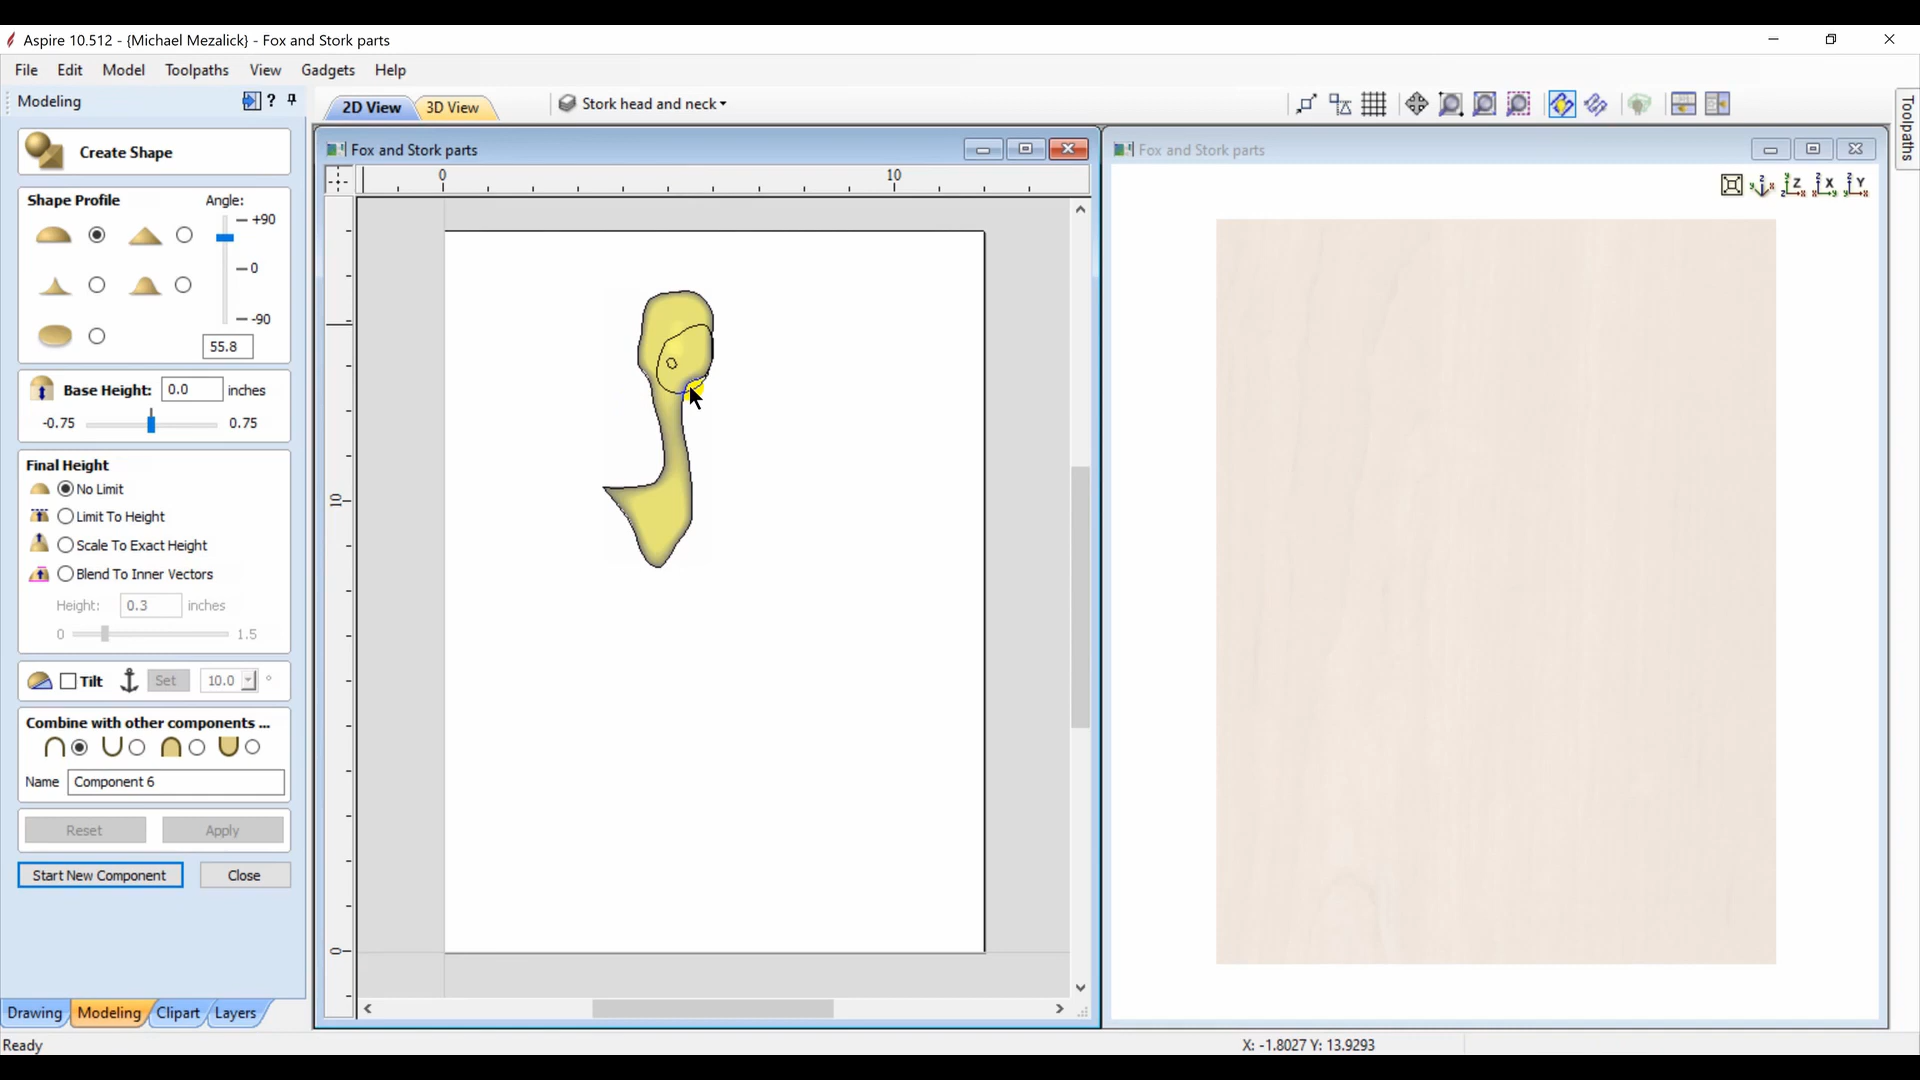 Aspire 10.512 - {Michael Mezalick} - Fox and Stork parts
File Edit Model Toolpaths View Gadgets Help
Modeling ?
2D View 3D View Stork head and neck
Toolpaths
Create Shape
Fox and Stork parts
Fox and Stork parts
0 10
Z X Y
Shape Profile Angle:
+90
0
-90
55.8
Base Height: 0.0 inches
-0.75 0.75
Final Height
No Limit
Limit To Height
Scale To Exact Height
Blend To Inner Vectors
Height: 0.3 inches
0 1.5
10
0
Tilt Set 10.0 °
Combine with other components ...
Name Component 6
Reset Apply
Start New Component Close
Drawing Modeling Clipart Layers
Ready X: -1.8027 Y: 13.9293